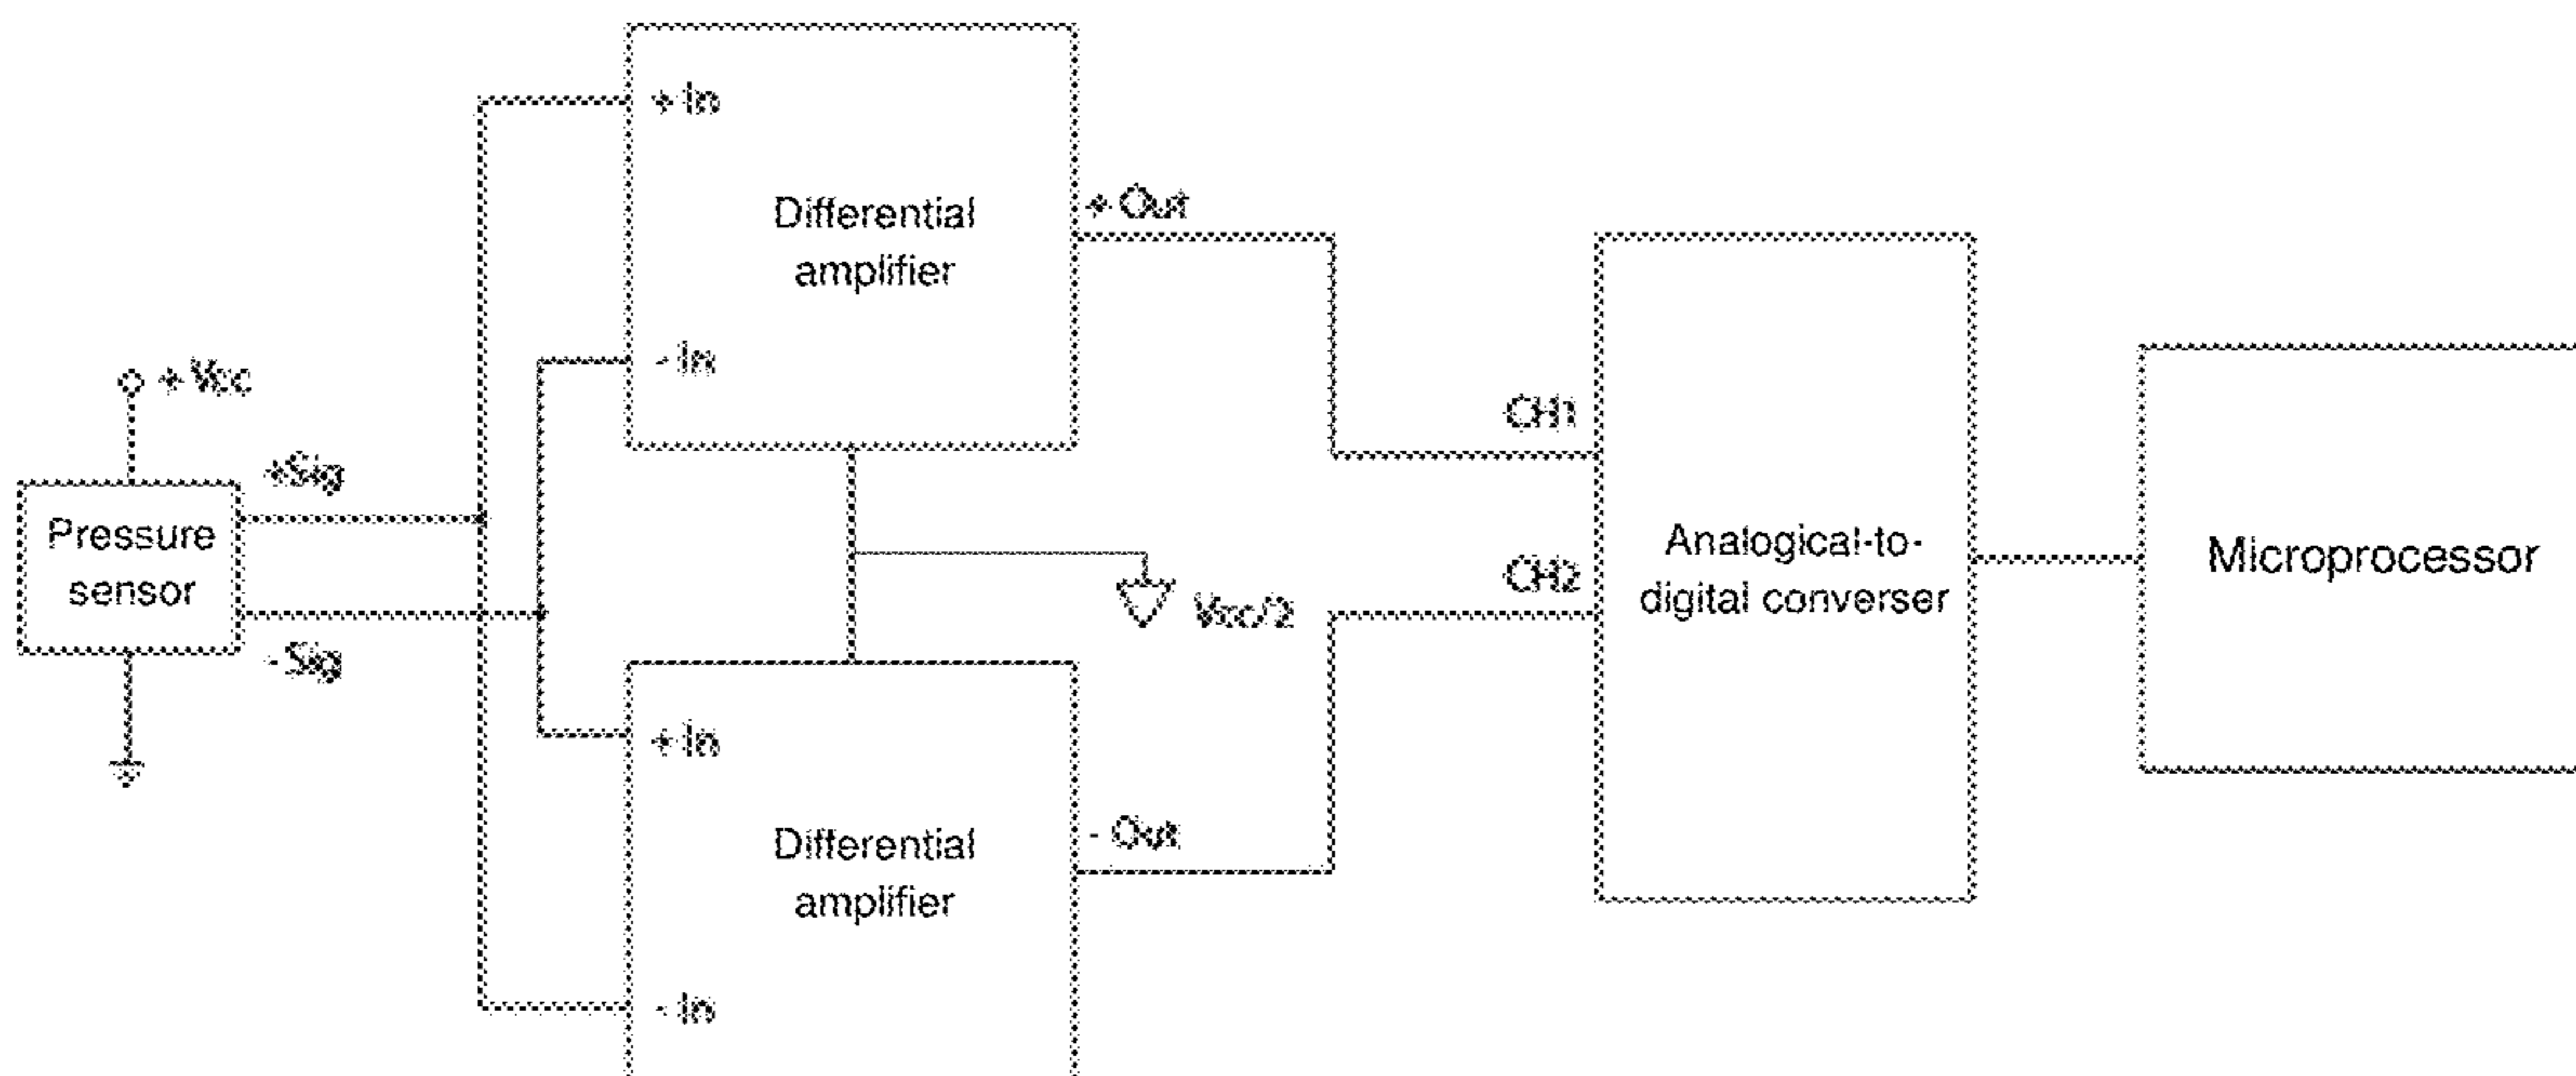 + In
Differential
amplifier
+ Out
- In
+ Vcc
+Sig
Pressure
sensor
- Sig
CH1
CH2
Vcc/2
Analogical-to-
digital converser
Microprocessor
+ In
Differential
amplifier
- Out
- In